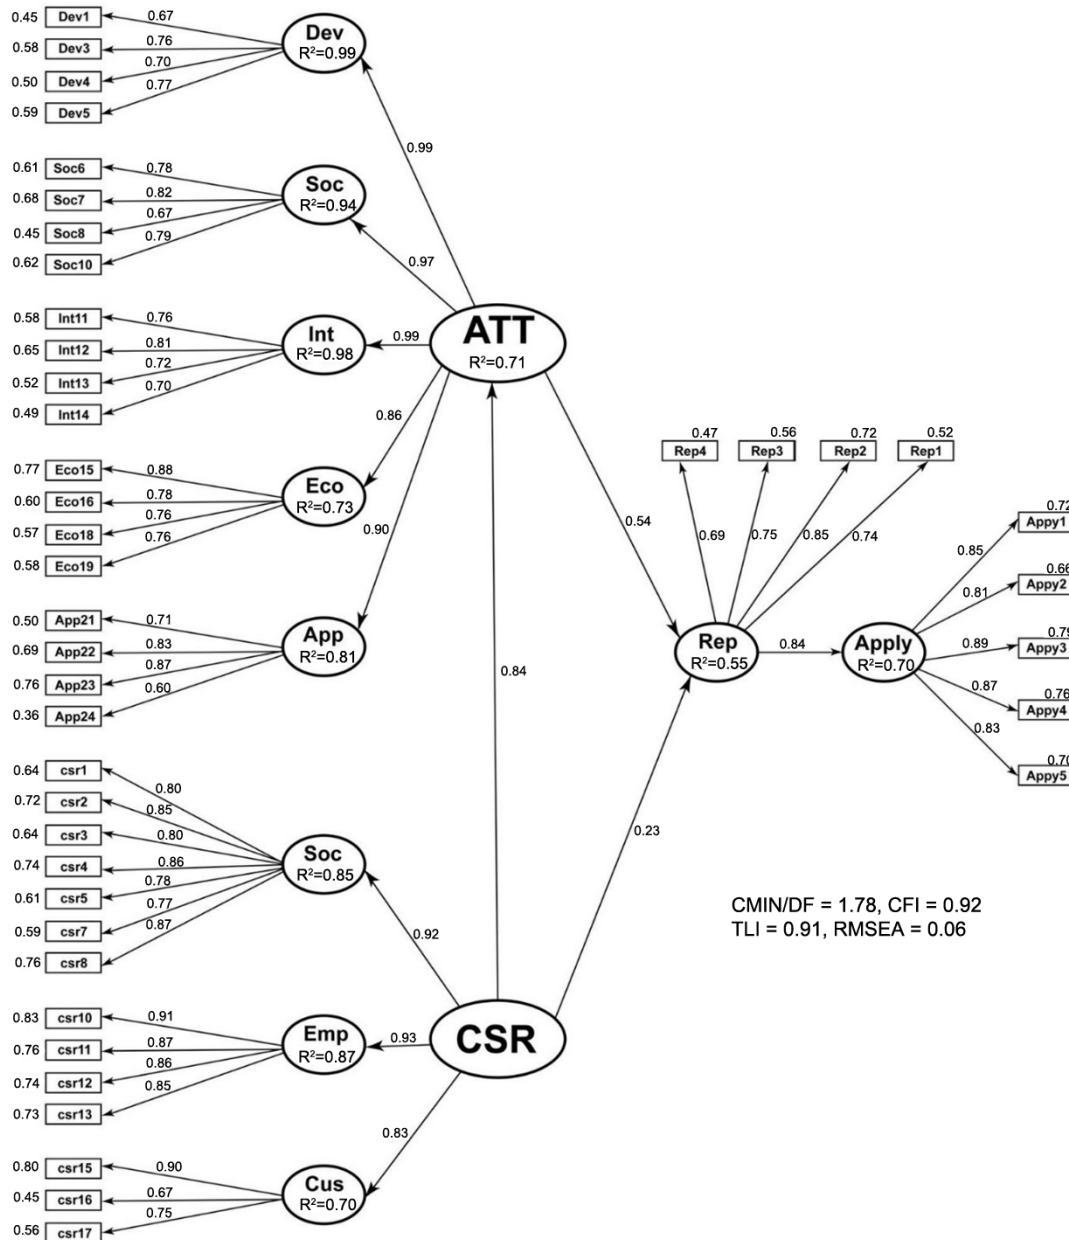 0.45 Dev1 0.67
0.58 Dev3 0.76
0.50 Dev4 0.70
0.59 Dev5 0.77
Dev
R²=0.99
0.99
0.61 Soc6 0.78
0.68 Soc7 0.82
0.45 Soc8 0.67
0.62 Soc10 0.79
Soc
R²=0.94
0.97
0.58 Int11 0.76
0.65 Int12 0.81
0.52 Int13 0.72
0.49 Int14 0.70
Int
R²=0.98
0.99
ATT
R²=0.71
0.77 Eco15 0.88
0.60 Eco16 0.78
0.57 Eco18 0.76
0.58 Eco19 0.76
Eco
R²=0.73
0.86
0.90
0.50 App21 0.71
0.69 App22 0.83
0.76 App23 0.87
0.36 App24 0.60
App
R²=0.81
0.84
0.54
0.47 0.56 0.72 0.52
Rep4 Rep3 Rep2 Rep1
0.69 0.75 0.85 0.74
Rep
R²=0.55
0.84
Apply
R²=0.70
0.72
Appy1
0.85
0.66
Appy2
0.81
0.79
Appy3
0.89
0.76
Appy4
0.87
0.70
Appy5
0.83
0.23
0.64 csr1 0.80
0.72 csr2 0.85
0.64 csr3 0.80
0.74 csr4 0.86
0.61 csr5 0.78
0.59 csr7 0.77
0.76 csr8 0.87
Soc
R²=0.85
0.92
CMIN/DF = 1.78, CFI = 0.92
TLI = 0.91, RMSEA = 0.06
0.83 csr10 0.91
0.76 csr11 0.87
0.74 csr12 0.86
0.73 csr13 0.85
Emp
R²=0.87
0.93
CSR
0.83
0.80 csr15 0.90
0.45 csr16 0.67
0.56 csr17 0.75
Cus
R²=0.70